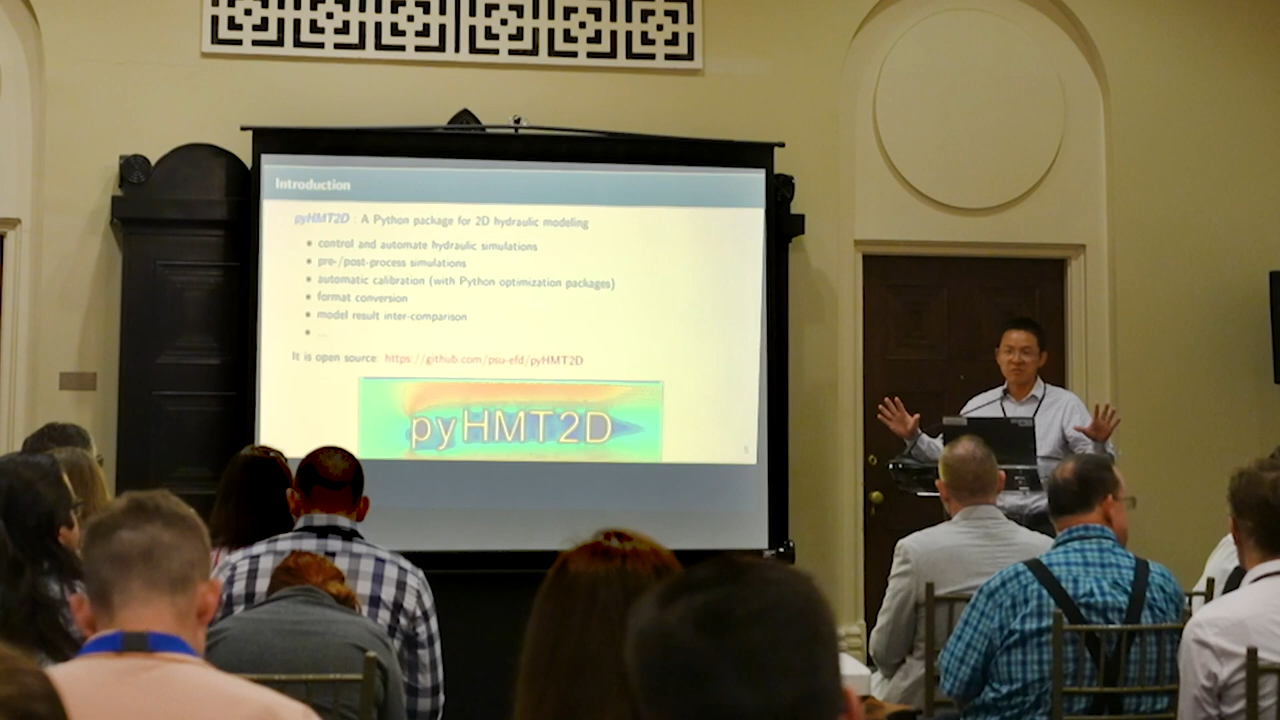 Introduction
pyHMT2D : A Python package for 2D hydraulic modeling
• control and automate hydraulic simulations
• pre-/post-process simulations
• automatic calibration (with Python optimization packages)
• format conversion
• model result inter-comparison
• ...
It is open source: https://github.com/psu-efd/pyHMT2D
pyHMT2D